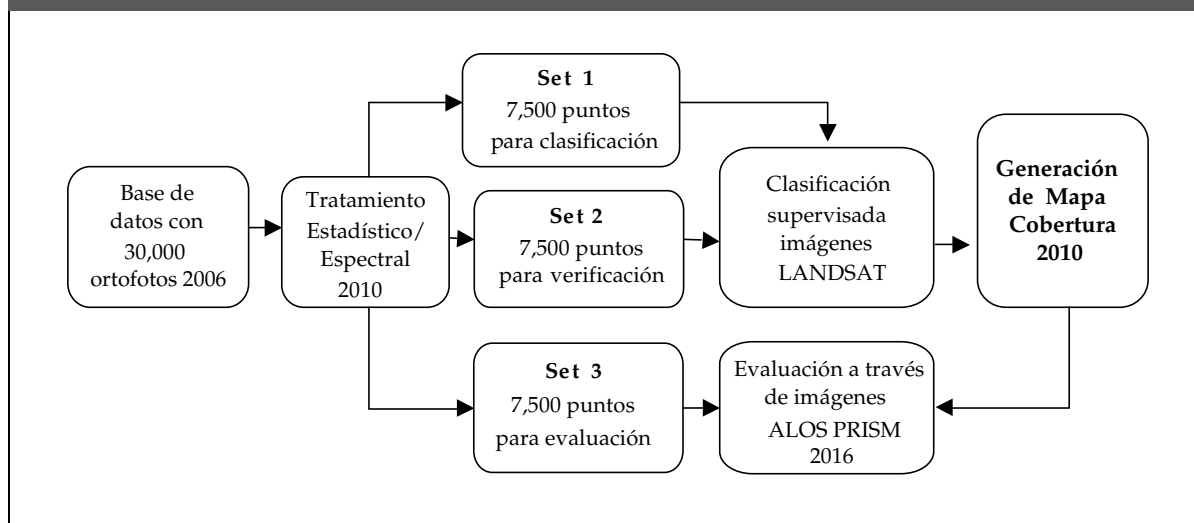 Base de
datos con
30,000
ortofotos 2006
Tratamiento
Estadístico/
Espectral
2010
Set 1
7,500 puntos
para clasificación
Set 2
7,500 puntos
para verificación
Set 3
7,500 puntos
para evaluación
Clasificación
supervisada
imágenes
LANDSAT
Evaluación a través
de imágenes
ALOS PRISM
2016
Generación
de Mapa
Cobertura
2010